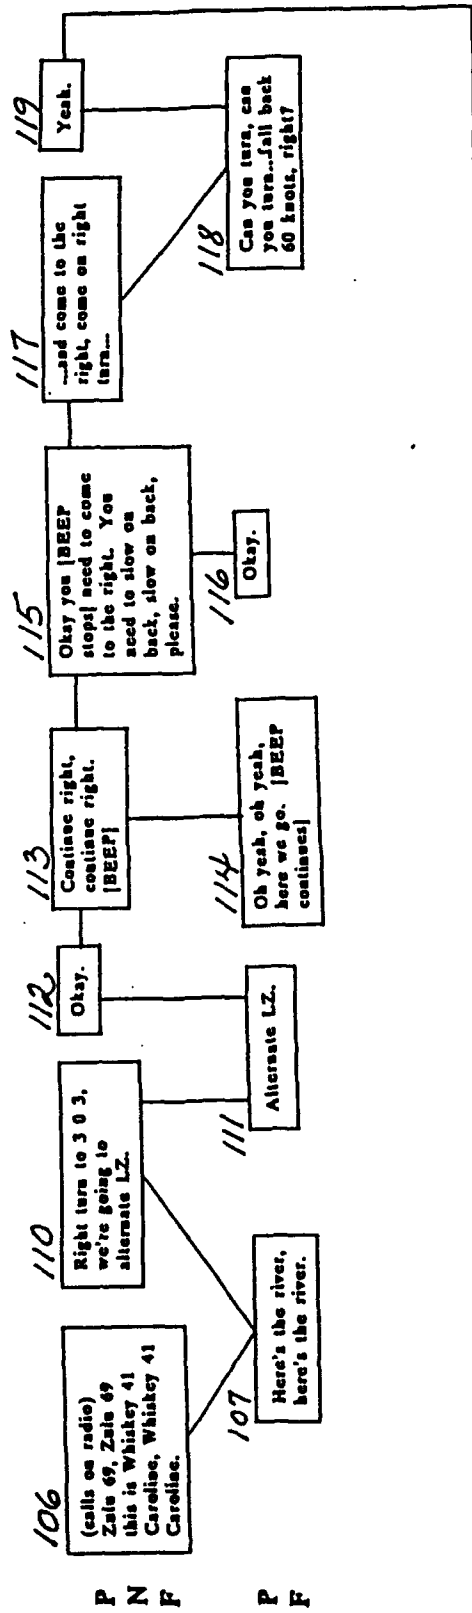 P
N
F
P
F
106
(calls on radio)
Zulu 69, Zulu 69
this is Whiskey 41
Caroline, Whiskey 41
Caroline.
107
Here's the river,
here's the river.
110
Right turn to 3 0 3,
we're going to
alternate LZ.
111
Alternate LZ.
112
Okay.
113
Continue right,
continue right.
[BEEP]
114
Oh yeah, oh yeah,
here we go. [BEEP
continues]
115
Okay you [BEEP
stops] need to come
to the right. You
need to slow on
back, slow on back,
please.
116
Okay.
117
...and come to the
right, come on right
turn...
118
Can you turn, can
you turn...fall back
60 knots, right?
119
Yeah.